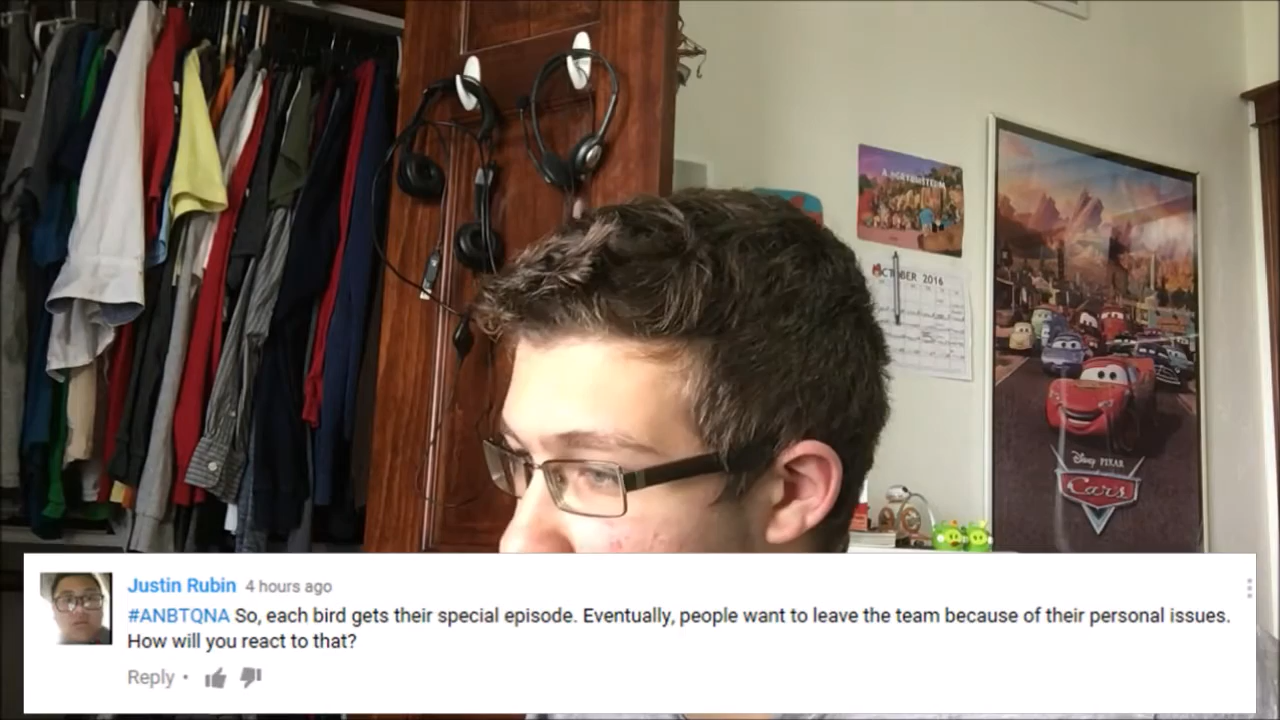 OCTOBER 2016
Disney PIXAR
Cars
Justin Rubin 4 hours ago
#ANBTQNA So, each bird gets their special episode. Eventually, people want to leave the team because of their personal issues.
How will you react to that?
Reply •